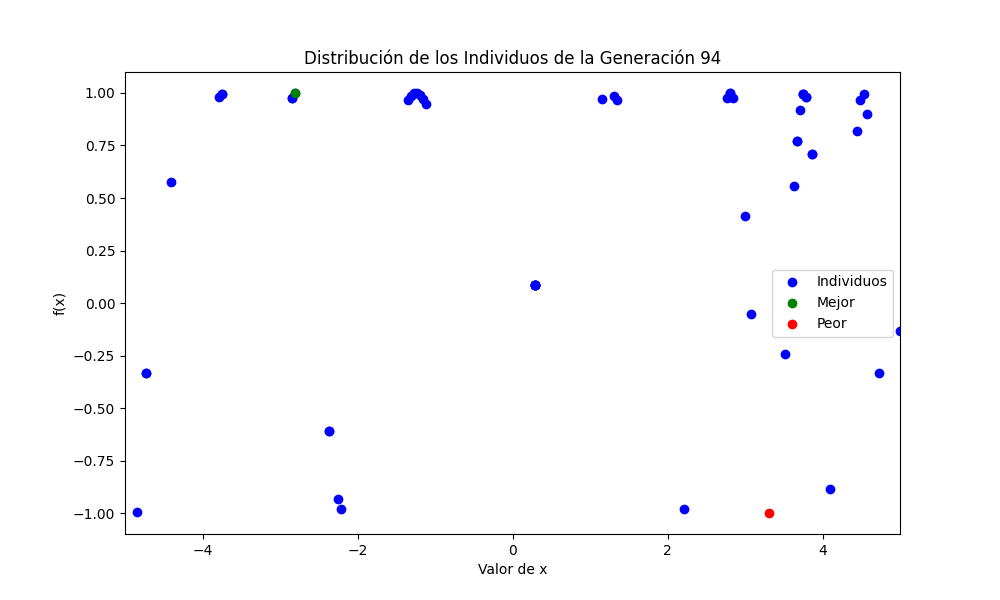 Distribución de los Individuos de la Generación 94
1.00
0.75
0.50
0.25
0.00
−0.25
−0.50
−0.75
−1.00
f(x)
Individuos
Mejor
Peor
−4
−2
0
2
4
Valor de x